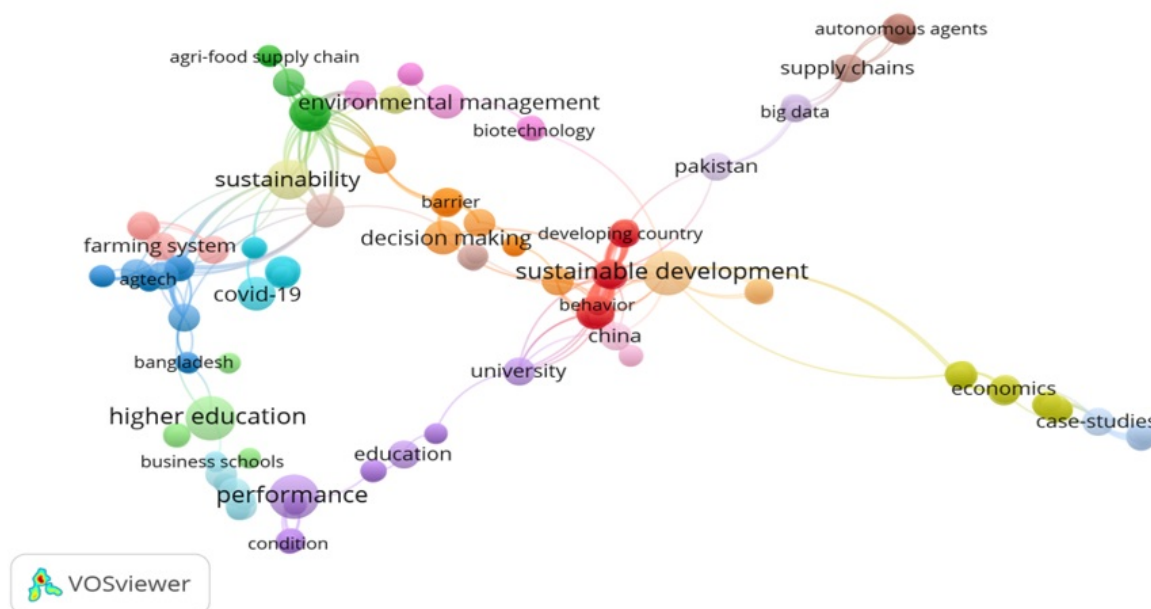 autonomous agents
agri-food supply chain
supply chains
environmental management
big data
biotechnology
pakistan
sustainability
barrier
developing country
decision making
farming system
sustainable development
agtech
covid-19
behavior
china
bangladesh
university
economics
higher education
case-studies
education
business schools
performance
condition
VOSviewer